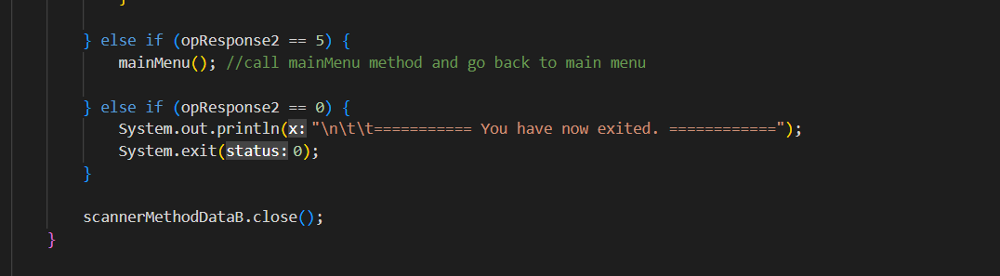 }
} else if (opResponse2 == 5) {
mainMenu(); //call mainMenu method and go back to main menu
} else if (opResponse2 == 0) {
System.out.println(x: "\n\t\t=========== You have now exited. ============");
System.exit(status: 0);
}
scannerMethodDataB.close();
}